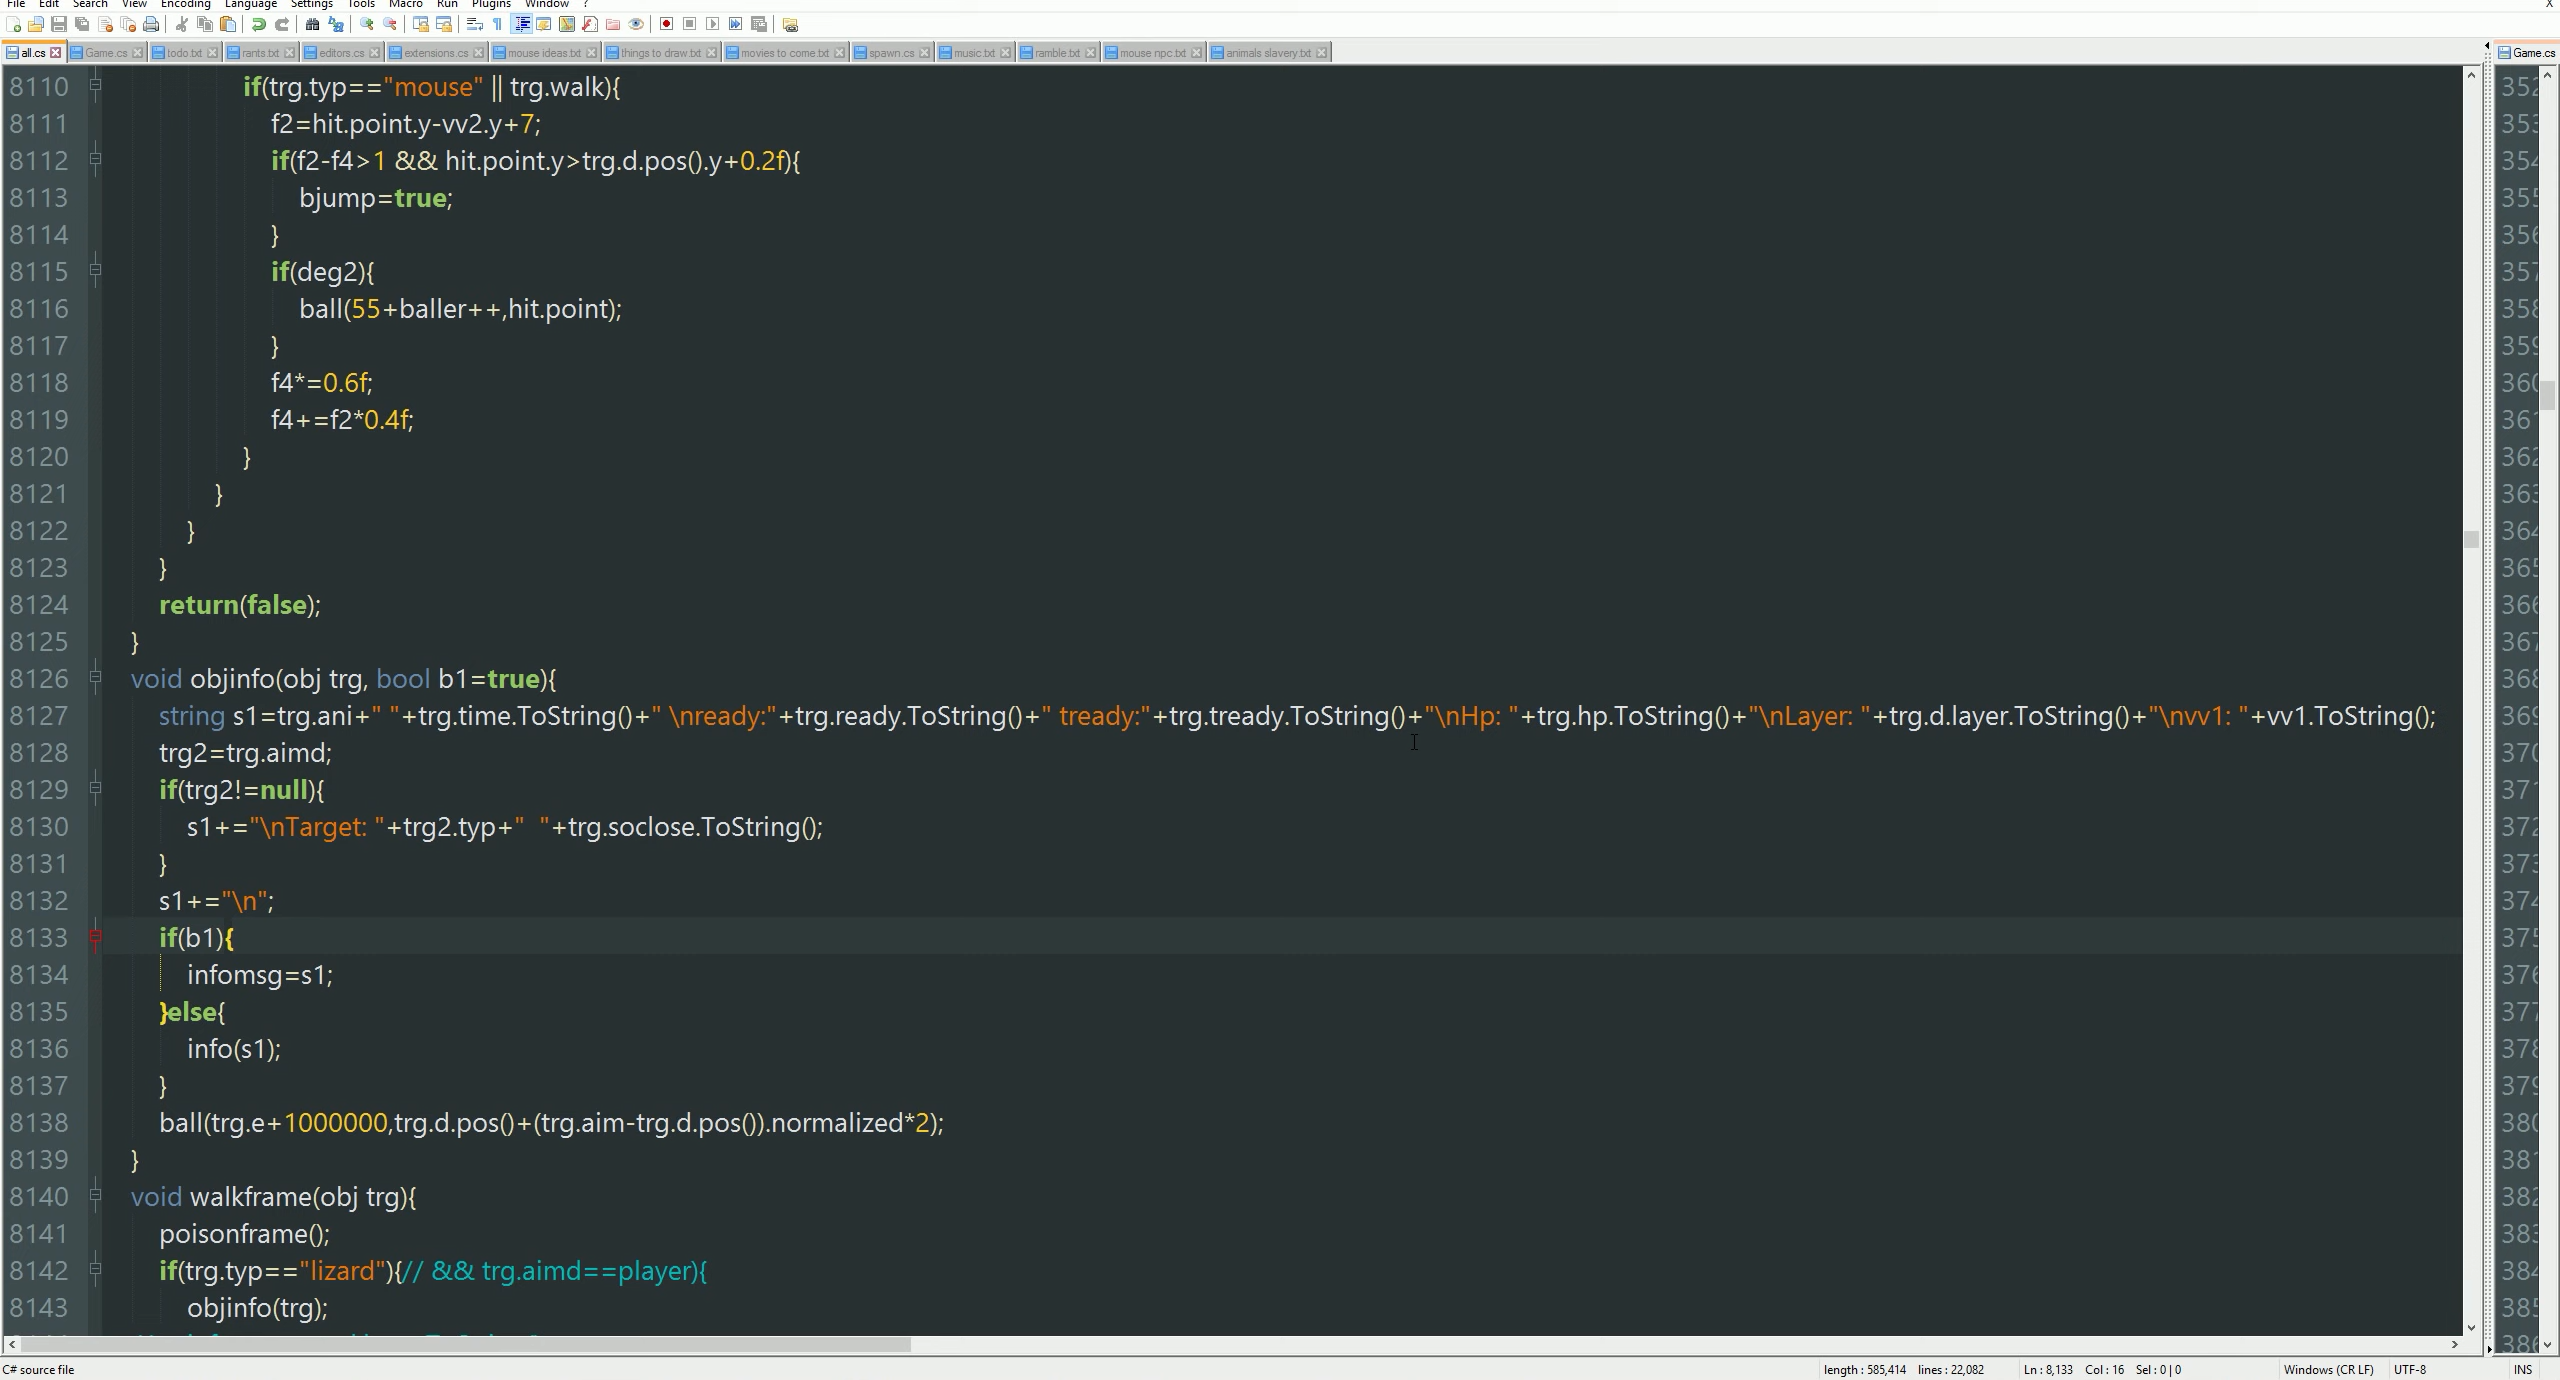 File Edit Search View Encoding Language Settings Tools Macro Run Plugins Window ? X
all.cs Game.cs todo.txt rants.txt editors.cs extensions.cs mouse ideas.txt things to draw.txt movies to come.txt spawn.cs music.txt ramble.txt mouse npc.txt animals slavery.txt Game.cs
8110 if(trg.typ=="mouse" || trg.walk){
8111 f2=hit.point.y-vv2.y+7;
8112 if(f2-f4>1 && hit.point.y>trg.d.pos().y+0.2f){
8113 bjump=true;
8114 }
8115 if(deg2){
8116 ball(55+baller++,hit.point);
8117 }
8118 f4*=0.6f;
8119 f4+=f2*0.4f;
8120 }
8121 }
8122 }
8123 }
8124 return(false);
8125 }
8126 void objinfo(obj trg, bool b1=true){
8127 string s1=trg.ani+" "+trg.time.ToString()+" \nready:"+trg.ready.ToString()+" tready:"+trg.tready.ToString()+"\nHp: "+trg.hp.ToString()+"\nLayer: "+trg.d.layer.ToString()+"\nvv1: "+vv1.ToString();
8128 trg2=trg.aimd;
8129 if(trg2!=null){
8130 s1+="\nTarget: "+trg2.typ+"  "+trg.soclose.ToString();
8131 }
8132 s1+="\n";
8133 if(b1){
8134 infomsg=s1;
8135 }else{
8136 info(s1);
8137 }
8138 ball(trg.e+1000000,trg.d.pos()+(trg.aim-trg.d.pos()).normalized*2);
8139 }
8140 void walkframe(obj trg){
8141 poisonframe();
8142 if(trg.typ=="lizard"){// && trg.aimd==player){
8143 objinfo(trg);
C# source file length : 585,414 lines : 22,082 Ln : 8,133 Col : 16 Sel : 0 | 0 Windows (CR LF) UTF-8 INS